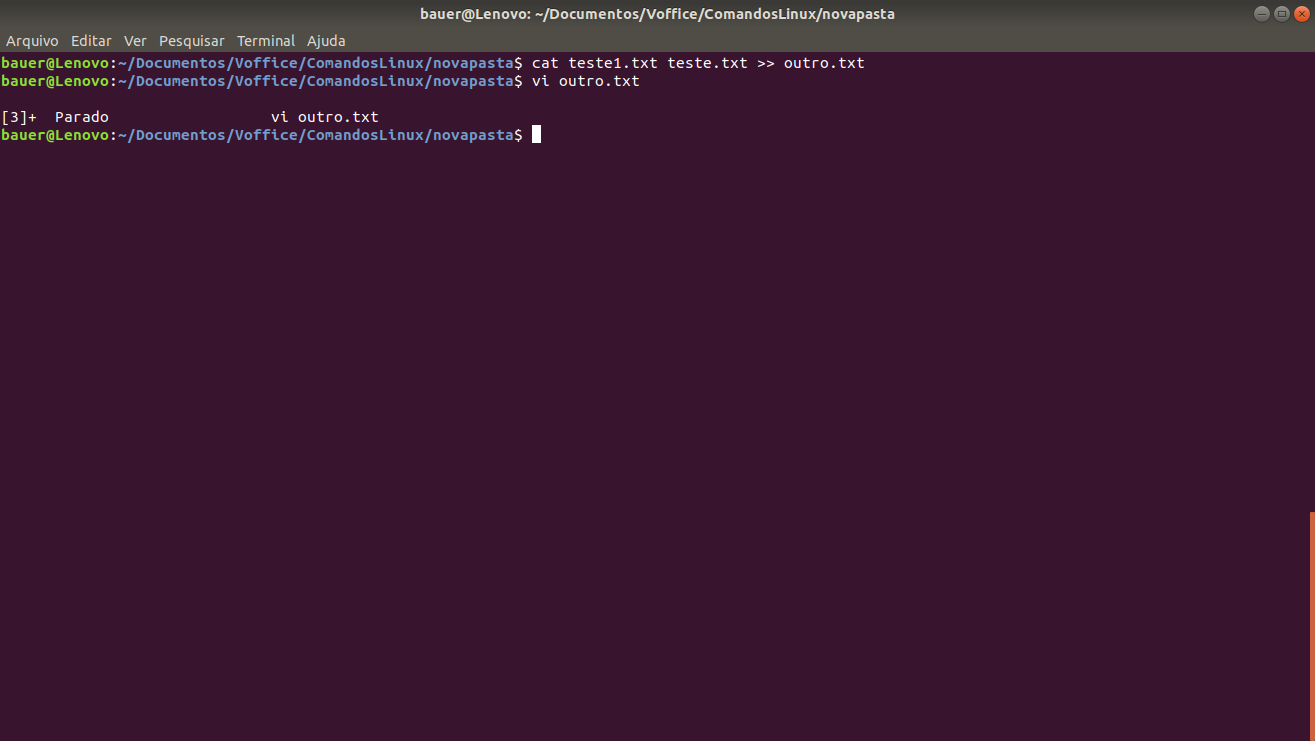 bauer@Lenovo: ~/Documentos/Voffice/ComandosLinux/novapasta
Arquivo Editar Ver Pesquisar Terminal Ajuda
bauer@Lenovo:~/Documentos/Voffice/ComandosLinux/novapasta$ cat teste1.txt teste.txt >> outro.txt
bauer@Lenovo:~/Documentos/Voffice/ComandosLinux/novapasta$ vi outro.txt
[3]+  Parado                  vi outro.txt
bauer@Lenovo:~/Documentos/Voffice/ComandosLinux/novapasta$